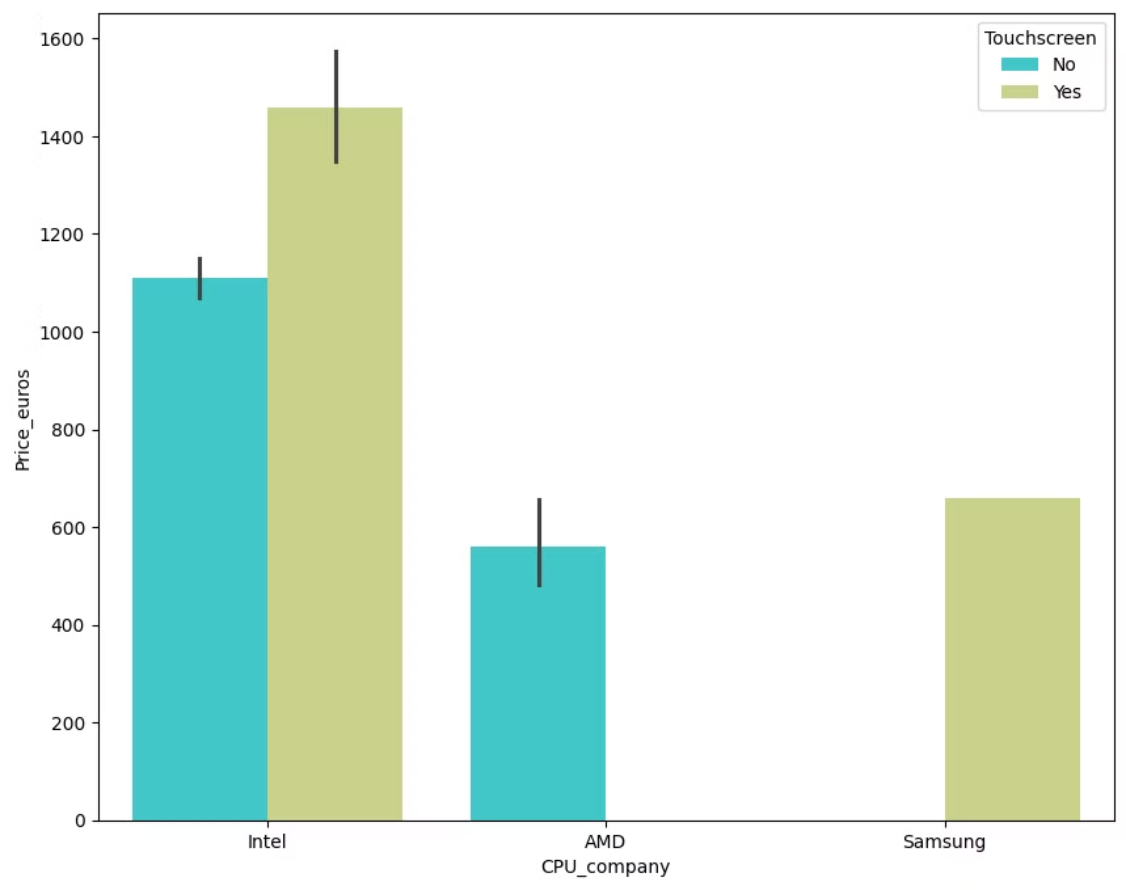 Touchscreen
No
Yes
1600
1400
1200
1000
800
600
400
200
0
Price_euros
Intel
AMD
Samsung
CPU_company